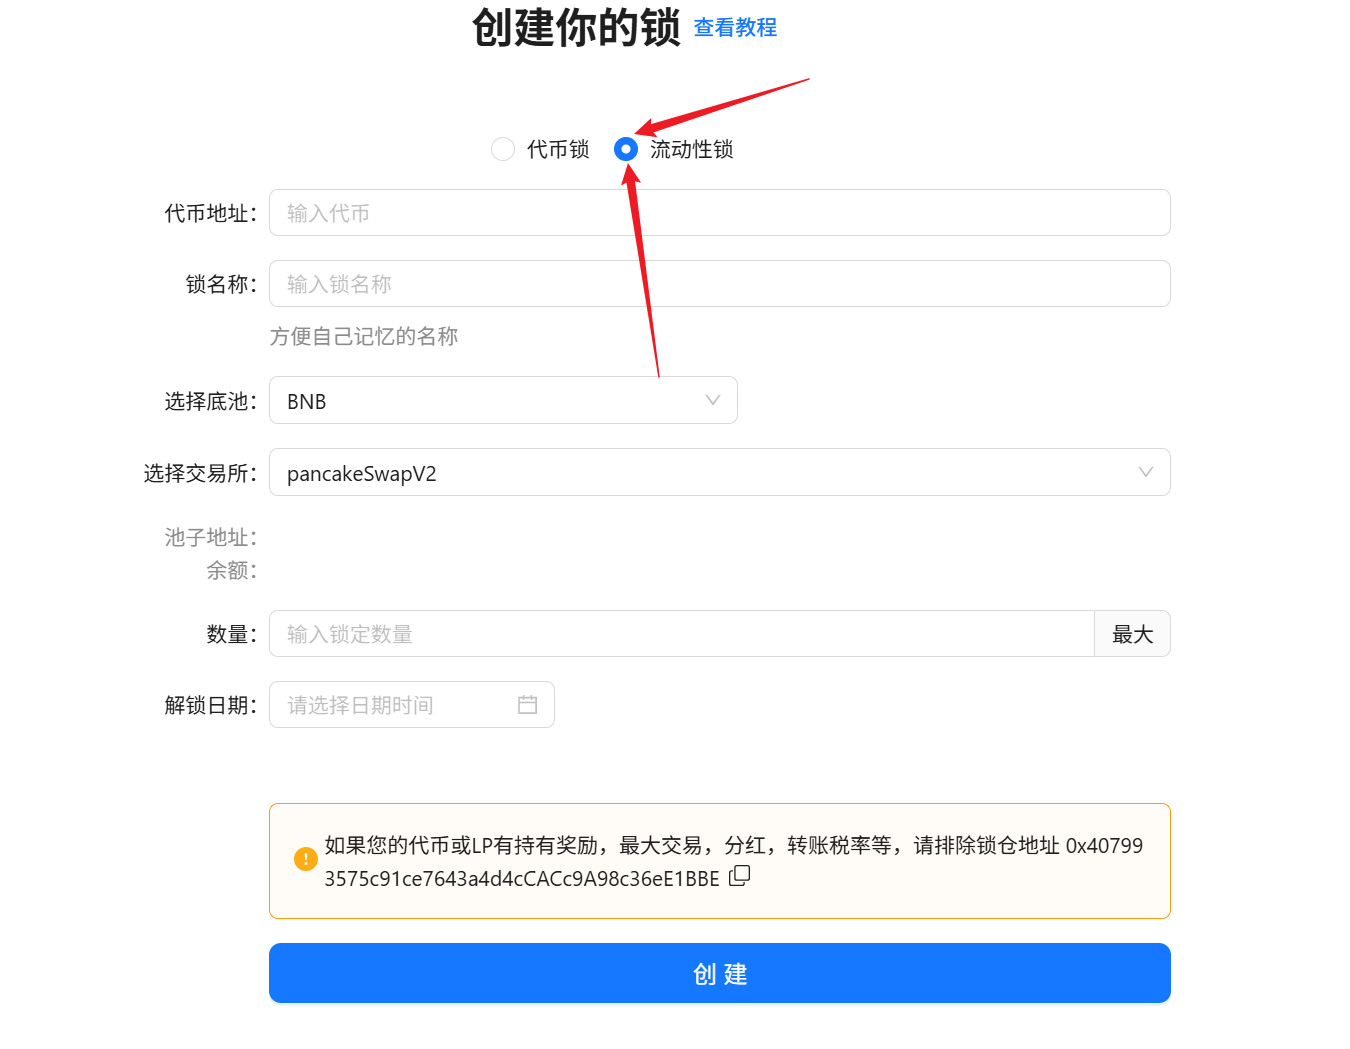 创建你的锁 查看教程
代币锁 流动性锁
代币地址： 输入代币
锁名称： 输入锁名称
方便自己记忆的名称
选择底池： BNB
选择交易所： pancakeSwapV2
池子地址：
余额：
数量： 输入锁定数量 最大
解锁日期： 请选择日期时间
如果您的代币或LP有持有奖励，最大交易，分红，转账税率等，请排除锁仓地址 0x40799
3575c91ce7643a4d4cCACc9A98c36eE1BBE
创 建